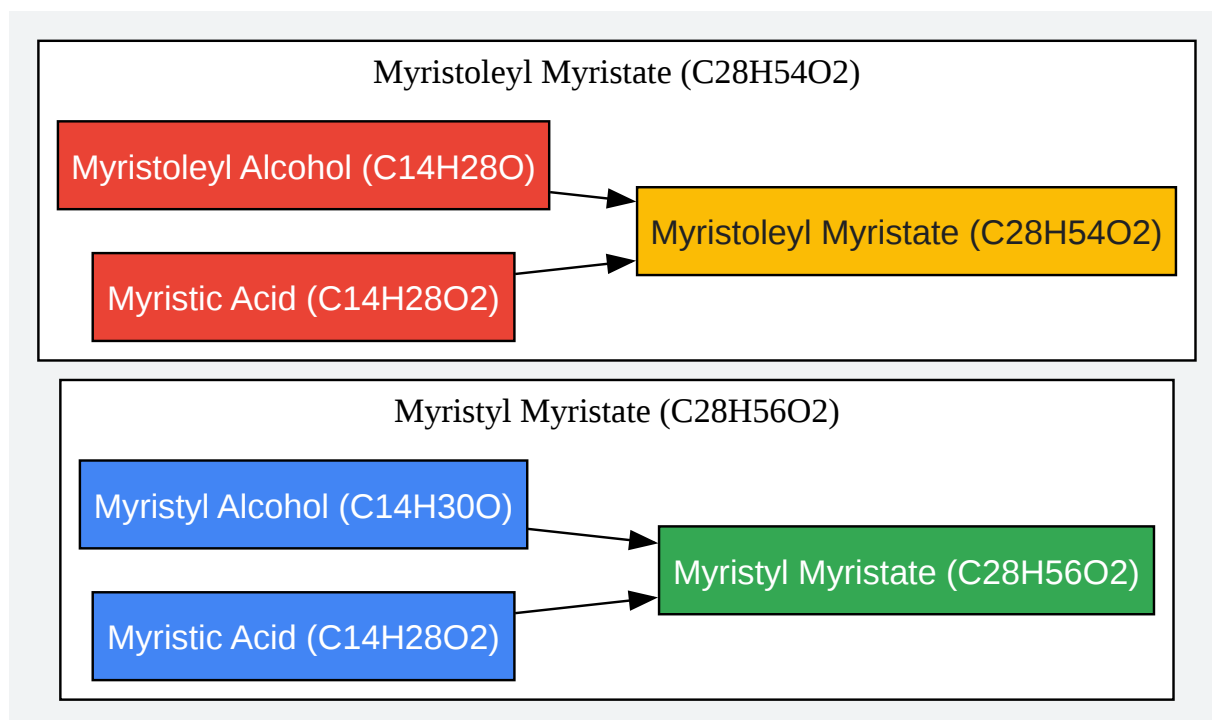 Myristoleyl Myristate (C28H54O2)
Myristoleyl Alcohol (C14H28O)
Myristoleyl Myristate (C28H54O2)
Myristic Acid (C14H28O2)
Myristyl Myristate (C28H56O2)
Myristyl Alcohol (C14H30O)
Myristyl Myristate (C28H56O2)
Myristic Acid (C14H28O2)